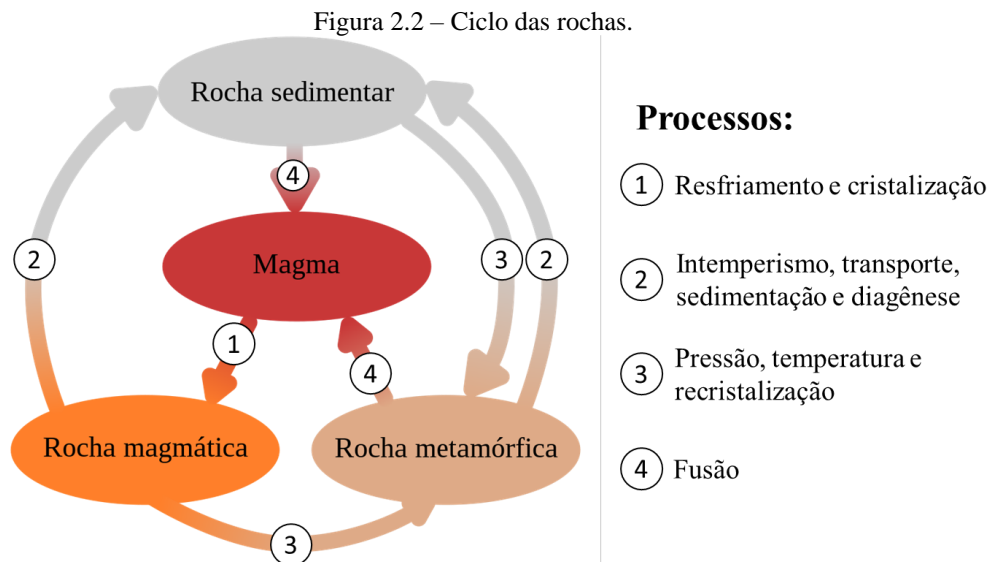 Figura 2.2 – Ciclo das rochas.
Rocha sedimentar
4
Magma
2
3
2
1
4
Rocha magmática
Rocha metamórfica
3
Processos:
1 Resfriamento e cristalização
2 Intemperismo, transporte,
sedimentação e diagênese
3 Pressão, temperatura e
recristalização
4 Fusão